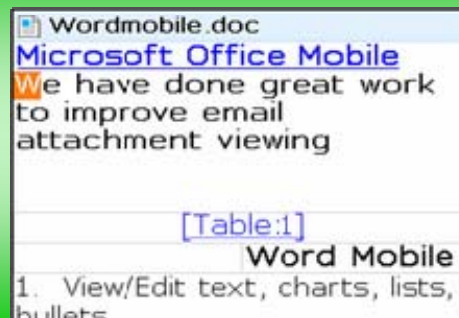 Wordmobile.doc
Microsoft Office Mobile
We have done great work
to improve email
attachment viewing
[Table:1]
Word Mobile
1. View/Edit text, charts, lists,
bullets